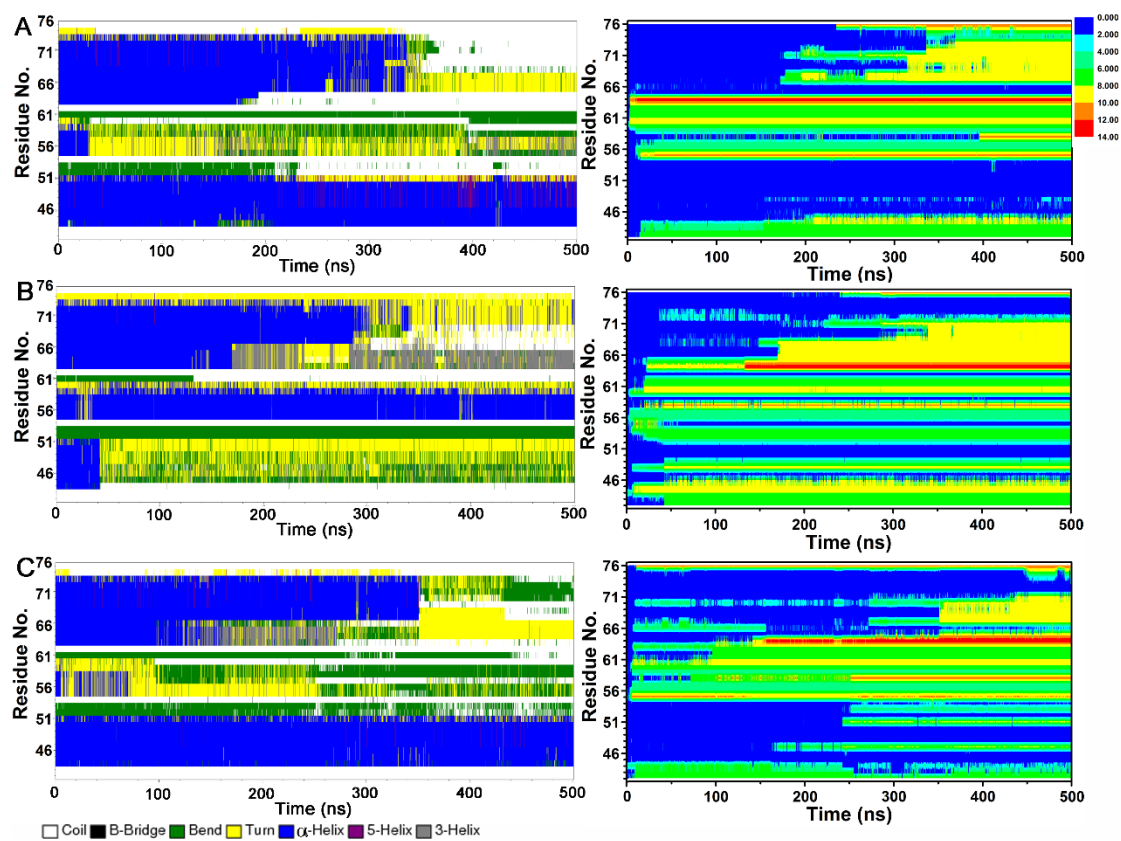 A
76
71
66
61
56
51
46
Residue No.
0 100 200 300 400 500
Time (ns)
76
71
66
61
56
51
46
Residue No.
0 100 200 300 400 500
Time (ns)
0.000
2.000
4.000
6.000
8.000
10.00
12.00
14.00
B
76
71
66
61
56
51
46
Residue No.
0 100 200 300 400 500
Time (ns)
76
71
66
61
56
51
46
Residue No.
0 100 200 300 400 500
Time (ns)
C
76
71
66
61
56
51
46
Residue No.
0 100 200 300 400 500
Time (ns)
76
71
66
61
56
51
46
Residue No.
0 100 200 300 400 500
Time (ns)
Coil B-Bridge Bend Turn α-Helix 5-Helix 3-Helix